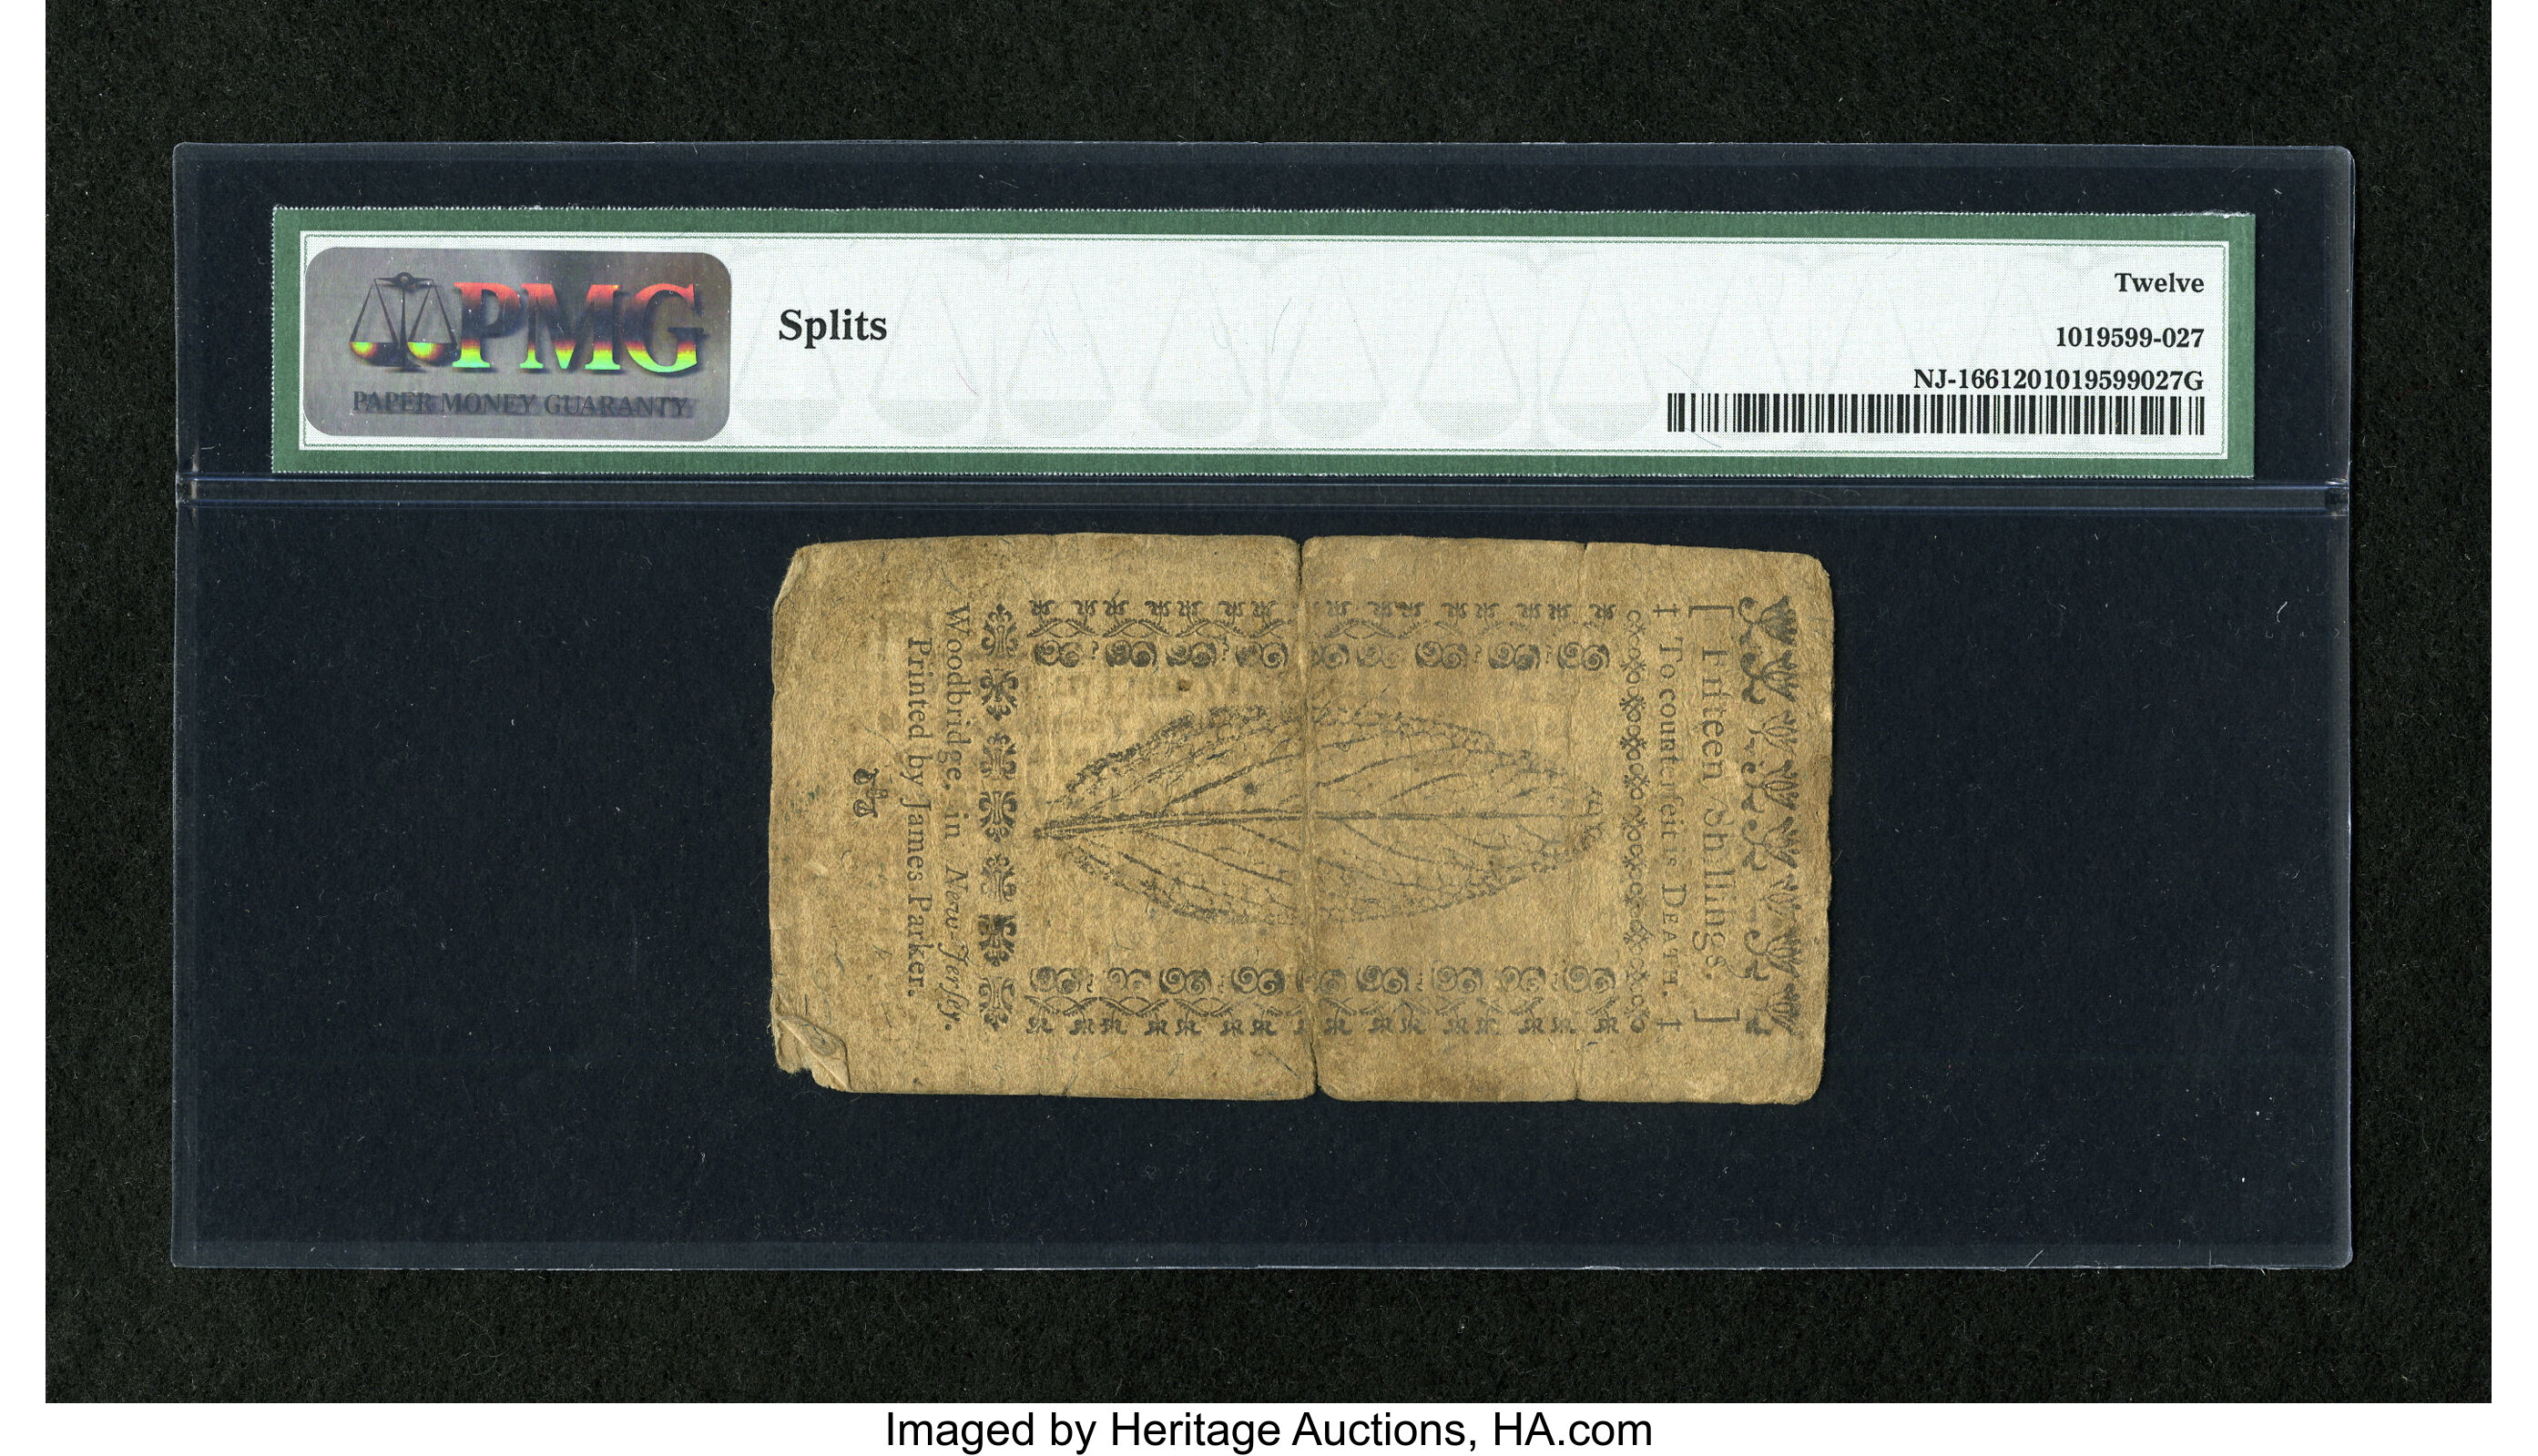 PMG
PAPER MONEY GUARANTY
Splits
Twelve
1019599-027
NJ-1661201019599027G
[ Fifteen Shillings. ]
‡ To counterfeit is DEATH. ‡
Woodbridge, in New-Jersey.
Printed by James Parker.
Imaged by Heritage Auctions, HA.com